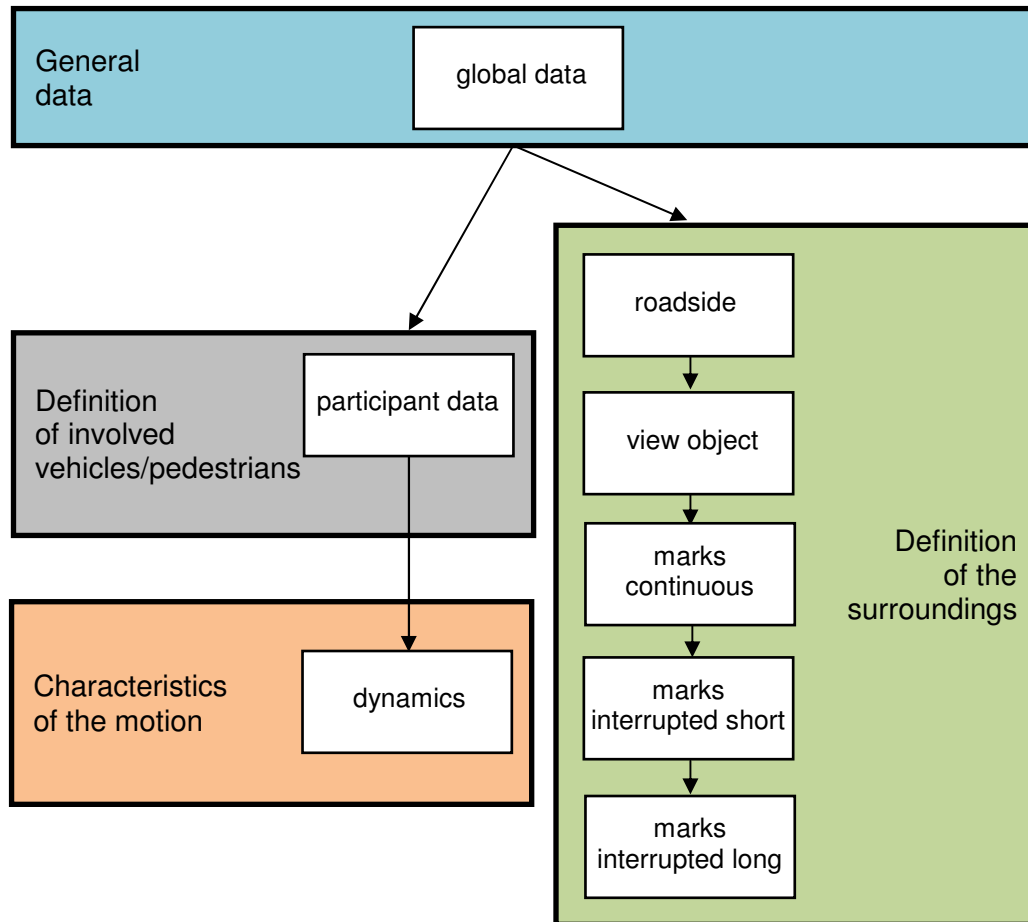 General
data
global data
Definition
of involved
vehicles/pedestrians
participant data
Characteristics
of the motion
dynamics
roadside
view object
marks
continuous
marks
interrupted short
marks
interrupted long
Definition
of the
surroundings